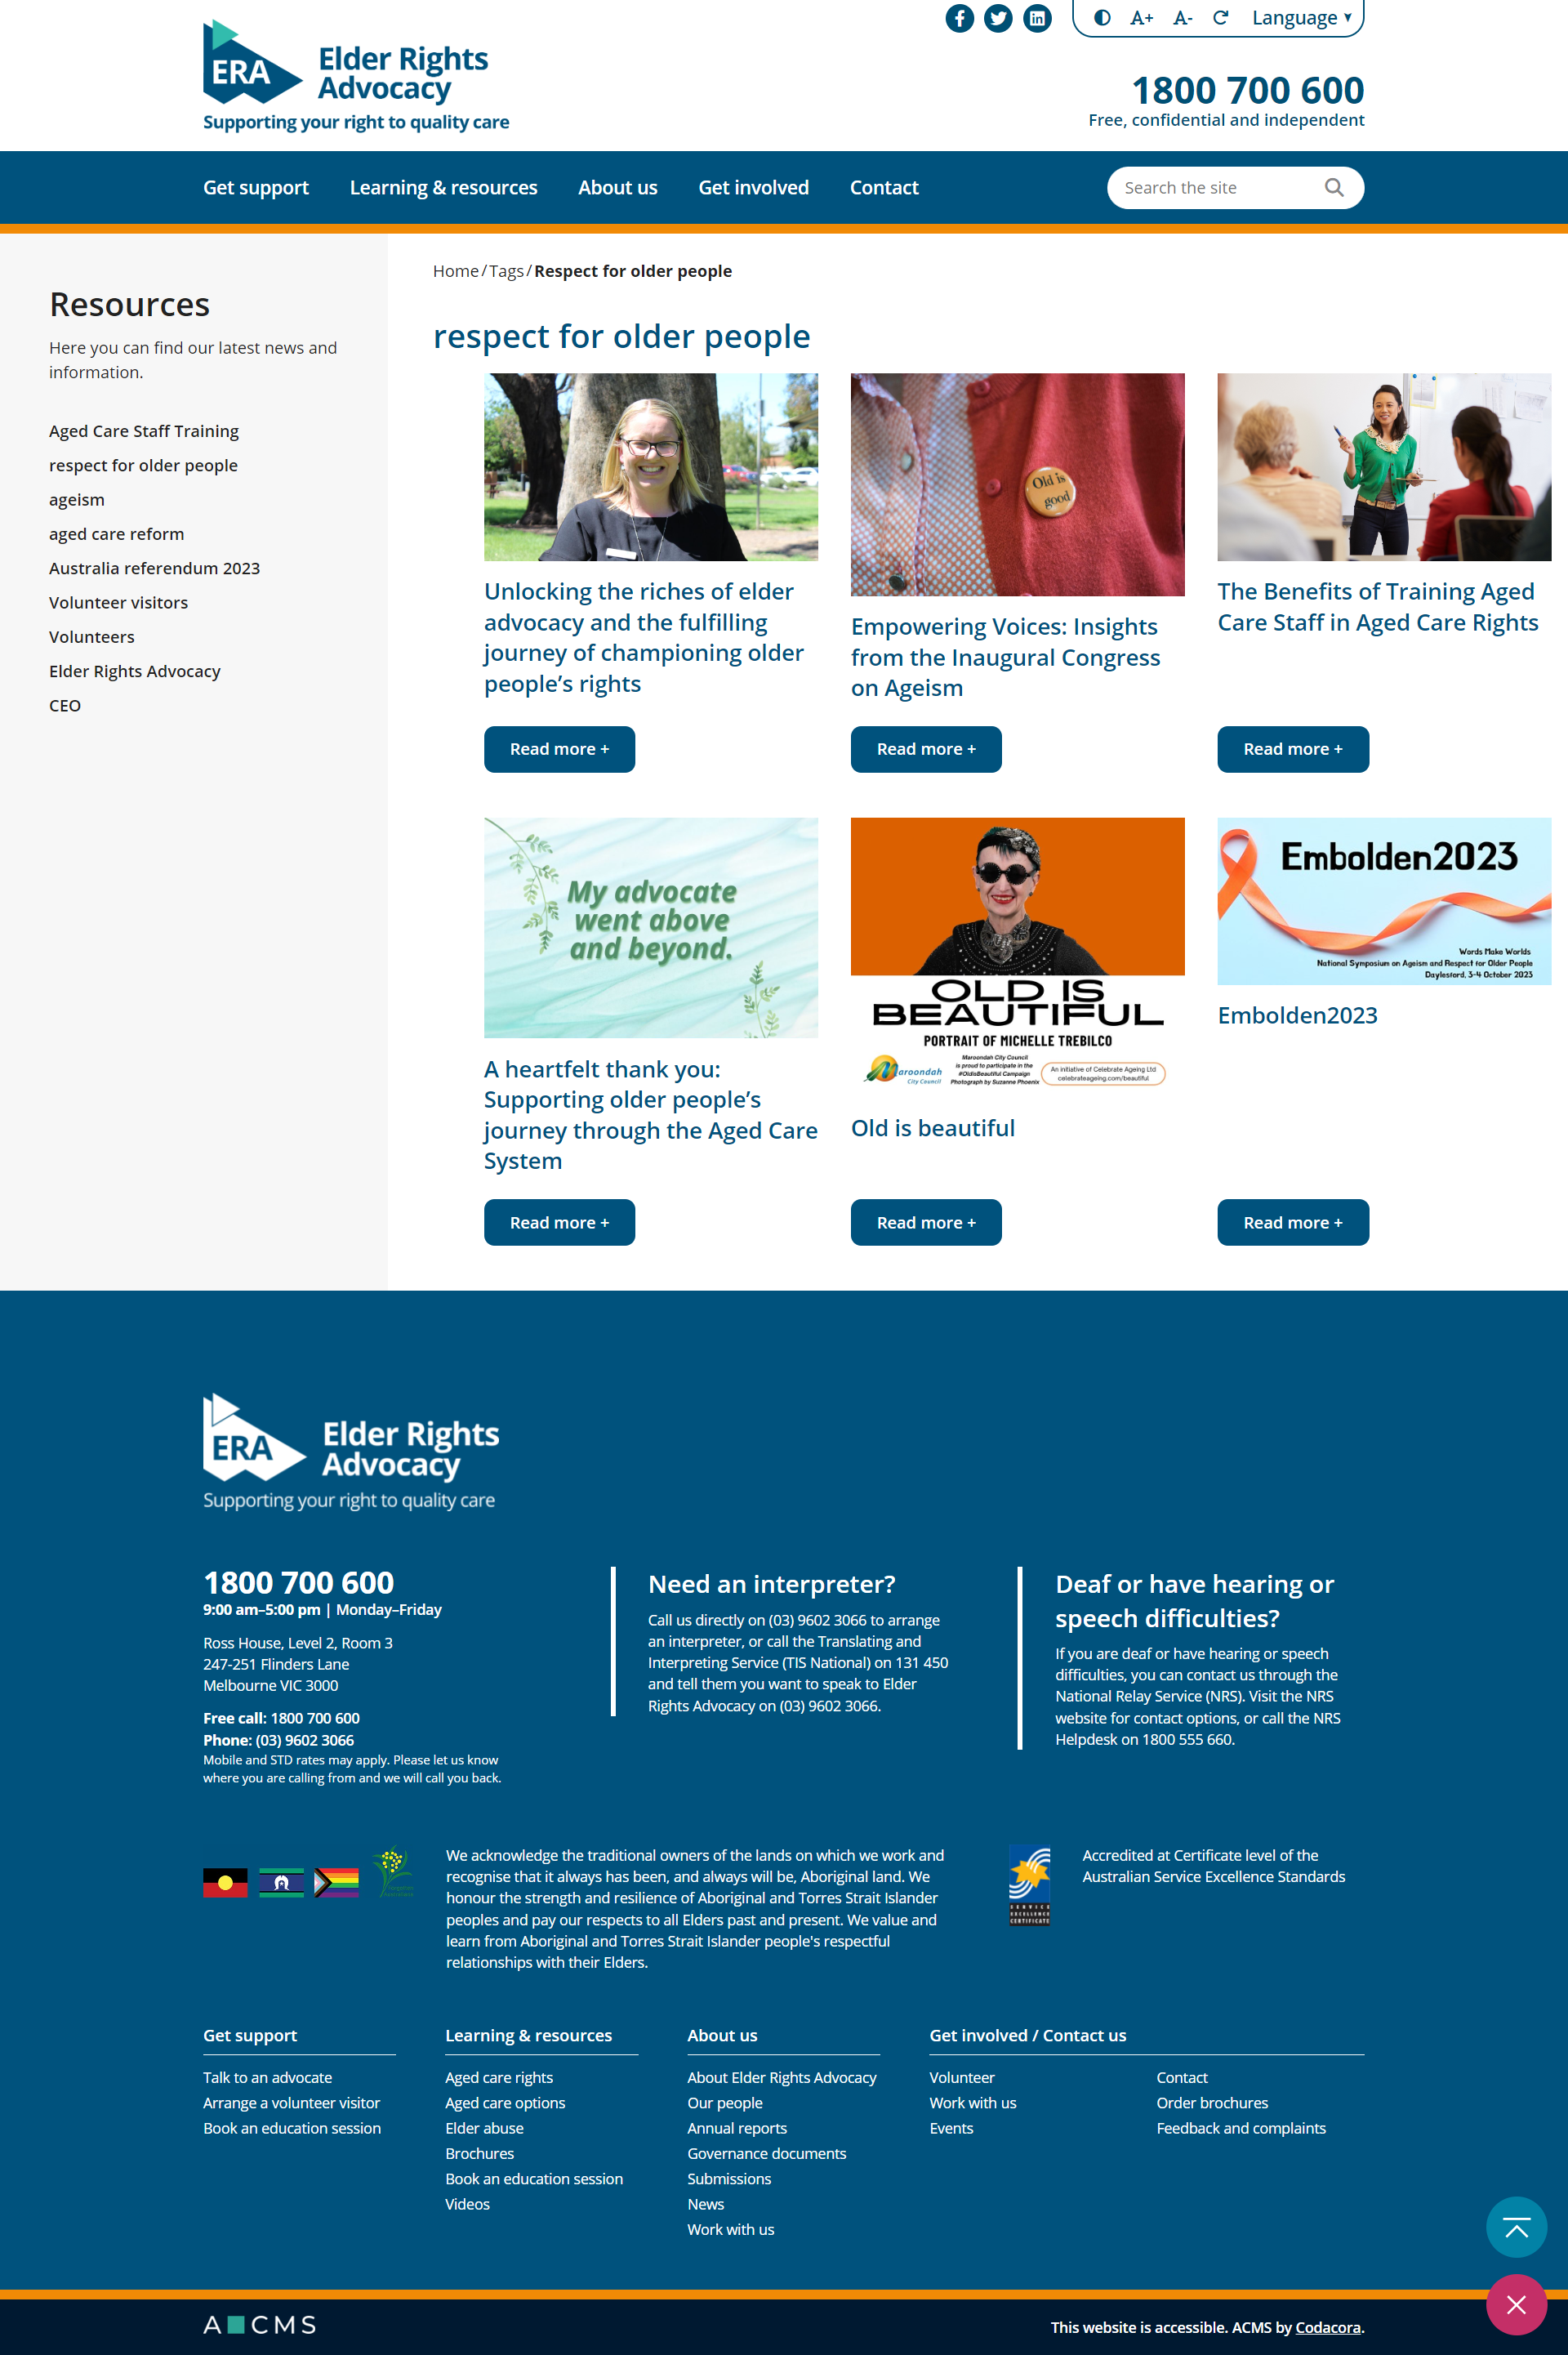 ERA Elder Rights
Advocacy
Supporting your right to quality care
A+ A- Language
1800 700 600
Free, confidential and independent
Get support Learning & resources About us Get involved Contact
Search the site
Home / Tags / Respect for older people
Resources
Here you can find our latest news and
information.
Aged Care Staff Training
respect for older people
ageism
aged care reform
Australia referendum 2023
Volunteer visitors
Volunteers
Elder Rights Advocacy
CEO
respect for older people
Unlocking the riches of elder
advocacy and the fulfilling
journey of championing older
people’s rights
Read more +
Old is
good
Empowering Voices: Insights
from the Inaugural Congress
on Ageism
Read more +
The Benefits of Training Aged
Care Staff in Aged Care Rights
Read more +
My advocate
went above
and beyond.
A heartfelt thank you:
Supporting older people’s
journey through the Aged Care
System
Read more +
OLD IS
BEAUTIFUL
PORTRAIT OF MICHELLE TREBILCO
Maroondah
City Council
Maroondah City Council
is proud to participate in the
#OldisBeautiful Campaign
Photograph by Suzanne Phoenix
An initiative of Celebrate Ageing Ltd
celebrateageing.com/beautiful
Old is beautiful
Read more +
Embolden2023
Words Make Worlds
National Symposium on Ageism and Respect for Older People
Daylesford, 3-4 October 2023
Embolden2023
Read more +
ERA Elder Rights
Advocacy
Supporting your right to quality care
1800 700 600
9:00 am–5:00 pm | Monday–Friday
Ross House, Level 2, Room 3
247-251 Flinders Lane
Melbourne VIC 3000
Free call: 1800 700 600
Phone: (03) 9602 3066
Mobile and STD rates may apply. Please let us know
where you are calling from and we will call you back.
Need an interpreter?
Call us directly on (03) 9602 3066 to arrange
an interpreter, or call the Translating and
Interpreting Service (TIS National) on 131 450
and tell them you want to speak to Elder
Rights Advocacy on (03) 9602 3066.
Deaf or have hearing or
speech difficulties?
If you are deaf or have hearing or speech
difficulties, you can contact us through the
National Relay Service (NRS). Visit the NRS
website for contact options, or call the NRS
Helpdesk on 1800 555 660.
We acknowledge the traditional owners of the lands on which we work and
recognise that it always has been, and always will be, Aboriginal land. We
honour the strength and resilience of Aboriginal and Torres Strait Islander
peoples and pay our respects to all Elders past and present. We value and
learn from Aboriginal and Torres Strait Islander people's respectful
relationships with their Elders.
SERVICE
EXCELLENCE
CERTIFICATE
Accredited at Certificate level of the
Australian Service Excellence Standards
Get support
Talk to an advocate
Arrange a volunteer visitor
Book an education session
Learning & resources
Aged care rights
Aged care options
Elder abuse
Brochures
Book an education session
Videos
About us
About Elder Rights Advocacy
Our people
Annual reports
Governance documents
Submissions
News
Work with us
Get involved / Contact us
Volunteer
Work with us
Events
Contact
Order brochures
Feedback and complaints
A CMS
This website is accessible. ACMS by Codacora.